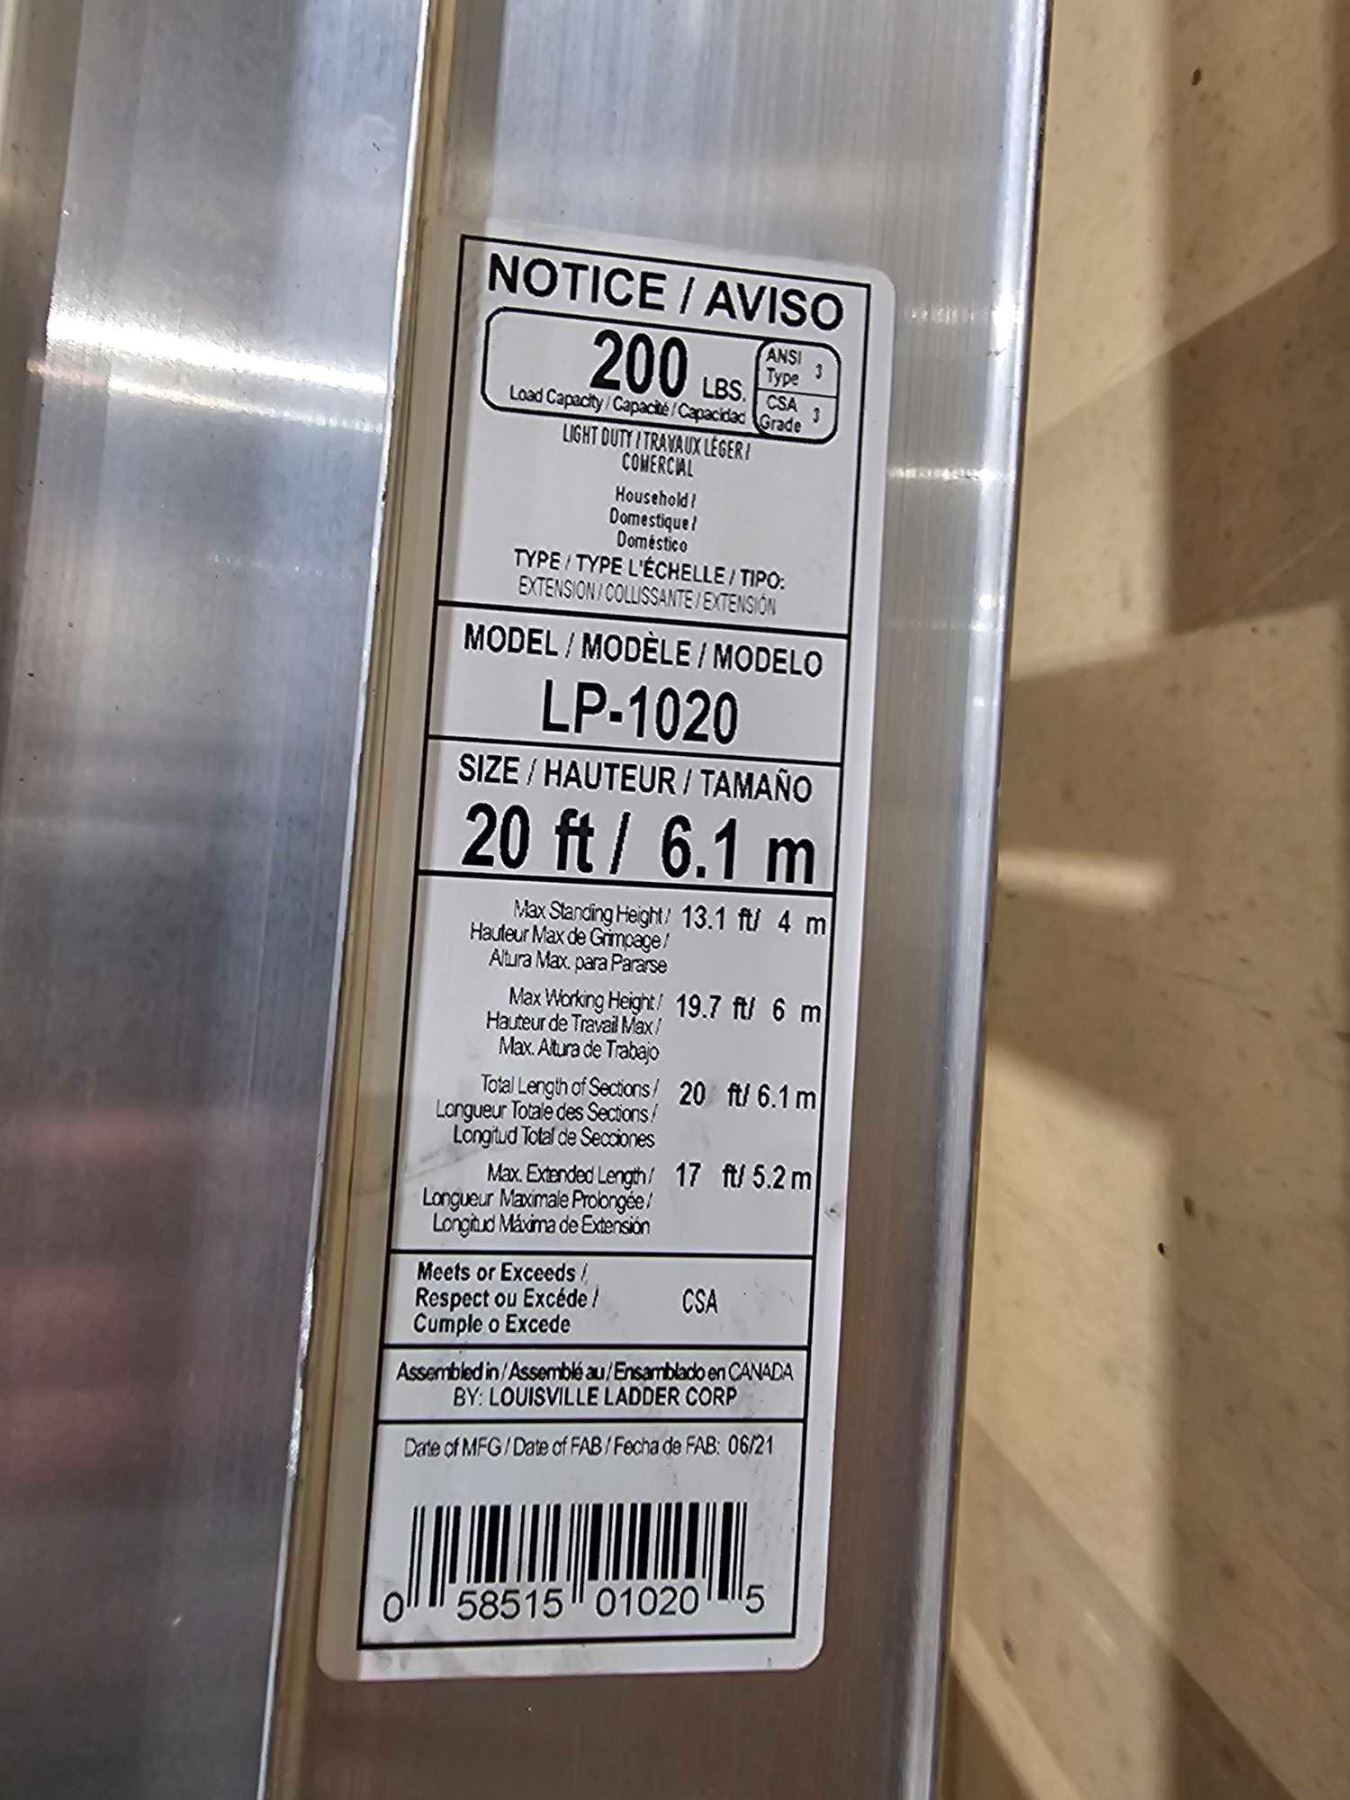 NOTICE / AVISO
200 LBS.
Load Capacity / Capacité / Capacidad
ANSI Type 3
CSA Grade 3
LIGHT DUTY / TRAVAUX LÉGER /
COMERCIAL
Household /
Domestique /
Doméstico
TYPE / TYPE L'ÉCHELLE / TIPO:
EXTENSION / COLLISSANTE / EXTENSIÓN
MODEL / MODÈLE / MODELO
LP-1020
SIZE / HAUTEUR / TAMAÑO
20 ft / 6.1 m
Max Standing Height / 13.1 ft/ 4 m
Hauteur Max de Grimpage /
Altura Max. para Pararse
Max Working Height / 19.7 ft/ 6 m
Hauteur de Travail Max /
Max. Altura de Trabajo
Total Length of Sections / 20 ft/ 6.1 m
Longueur Totale des Sections /
Longitud Total de Secciones
Max. Extended Length / 17 ft/ 5.2 m
Longueur Maximale Prolongée /
Longitud Máxima de Extensión
Meets or Exceeds /
Respect ou Excéde / CSA
Cumple o Excede
Assembled in / Assemblé au / Ensamblado en CANADA
BY: LOUISVILLE LADDER CORP
Date of MFG / Date of FAB / Fecha de FAB: 06/21
0 58515 01020 5